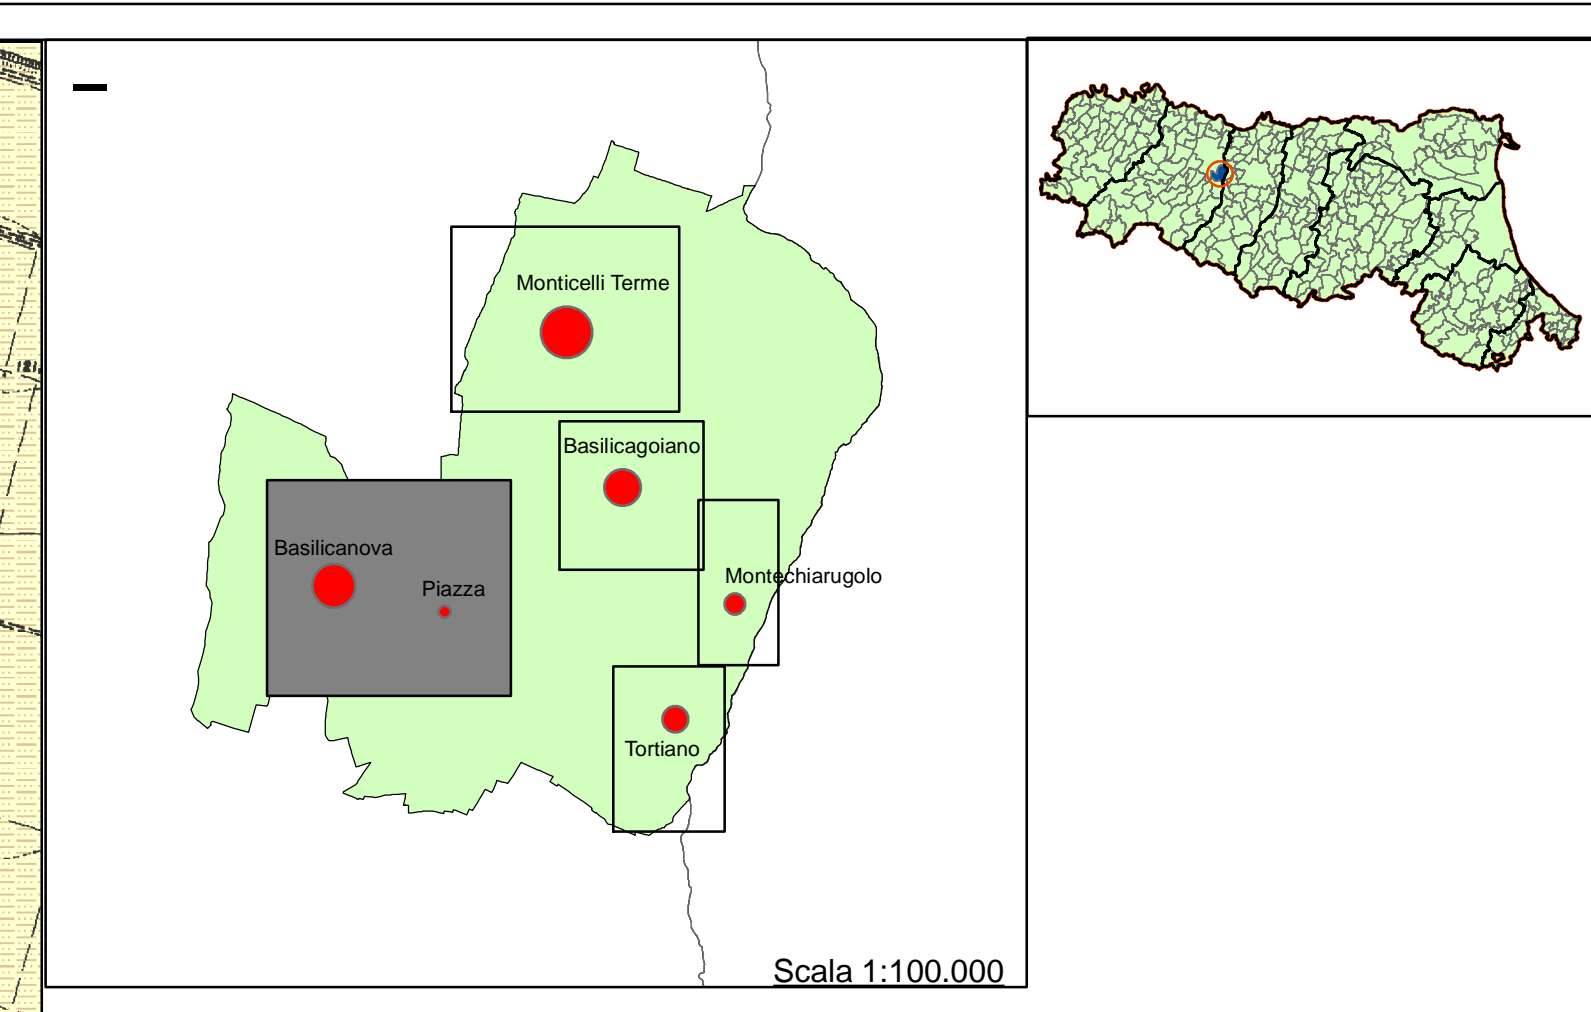 Monticelli Terme
Basilicagoiano
Basilicanova
Piazza
Montechiarugolo
Tortiano
Scala 1:100.000